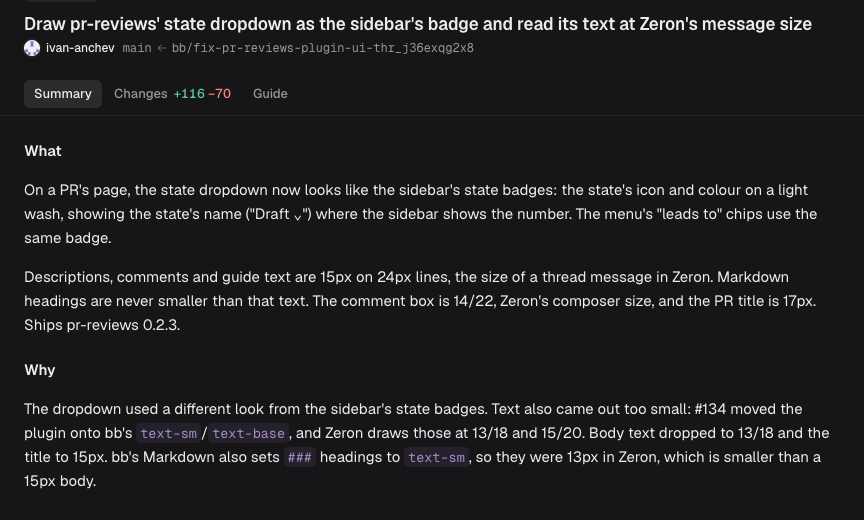 Draw pr-reviews' state dropdown as the sidebar's badge and read its text at Zeron's message size
ivan-anchev main ← bb/fix-pr-reviews-plugin-ui-thr_j36exqg2x8
Summary Changes +116 −70 Guide
What
On a PR's page, the state dropdown now looks like the sidebar's state badges: the state's icon and colour on a light
wash, showing the state's name ("Draft ⌄") where the sidebar shows the number. The menu's "leads to" chips use the
same badge.
Descriptions, comments and guide text are 15px on 24px lines, the size of a thread message in Zeron. Markdown
headings are never smaller than that text. The comment box is 14/22, Zeron's composer size, and the PR title is 17px.
Ships pr-reviews 0.2.3.
Why
The dropdown used a different look from the sidebar's state badges. Text also came out too small: #134 moved the
plugin onto bb's text-sm/text-base, and Zeron draws those at 13/18 and 15/20. Body text dropped to 13/18 and the
title to 15px. bb's Markdown also sets ### headings to text-sm, so they were 13px in Zeron, which is smaller than a
15px body.